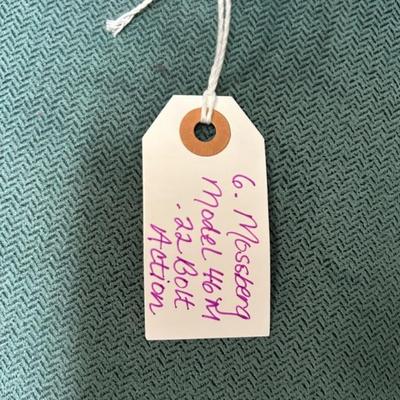 6. Mossberg
Model 46M
.22 Bolt
Action